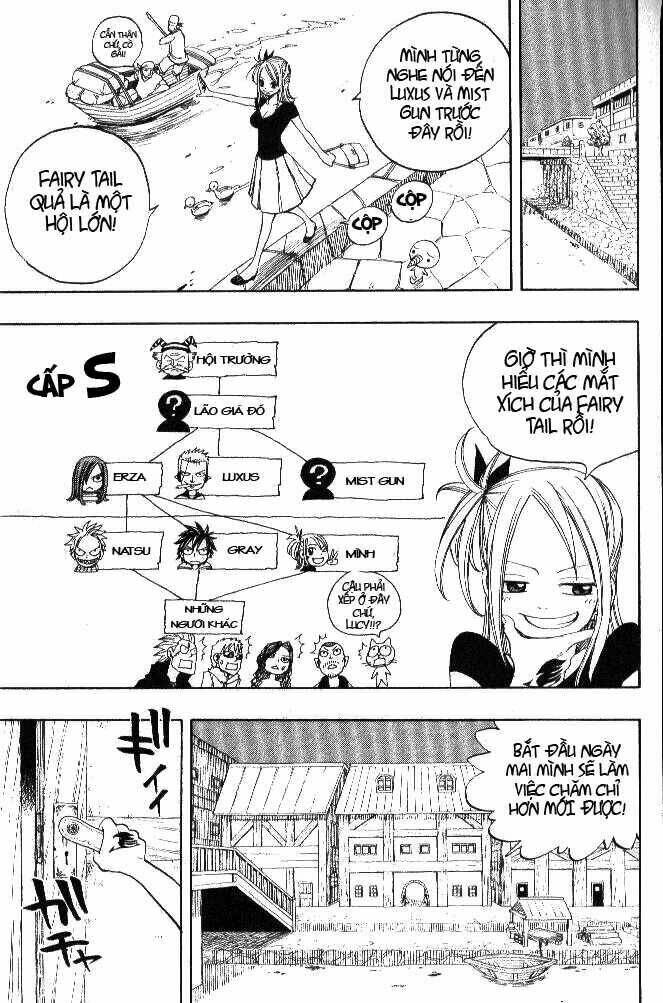 MÌNH TỪNG
NGHE NÓI ĐẾN
LUXUS VÀ MIST
GUN TRƯỚC
ĐÂY RỒI!
CẨN THẬN
CHỨ, CÔ
GÁI!
FAIRY TAIL
QUẢ LÀ MỘT
HỘI LỚN!
CỘP
CỘP
GIỜ THÌ MÌNH
HIỂU CÁC MẮT
XÍCH CỦA FAIRY
TAIL RỒI!
CẤP S
HỘI TRƯỞNG
LÃO GIÀ ĐÓ
ERZA
LUXUS
MIST GUN
NATSU
GRAY
MÌNH
NHỮNG
NGƯỜI KHÁC
CẬU PHẢI
XẾP Ở ĐÂY
CHỨ,
LUCY!!?
BẮT ĐẦU NGÀY
MAI MÌNH SẼ LÀM
VIỆC CHĂM CHỈ
HƠN MỚI ĐƯỢC!
ギィィ
ガチャ